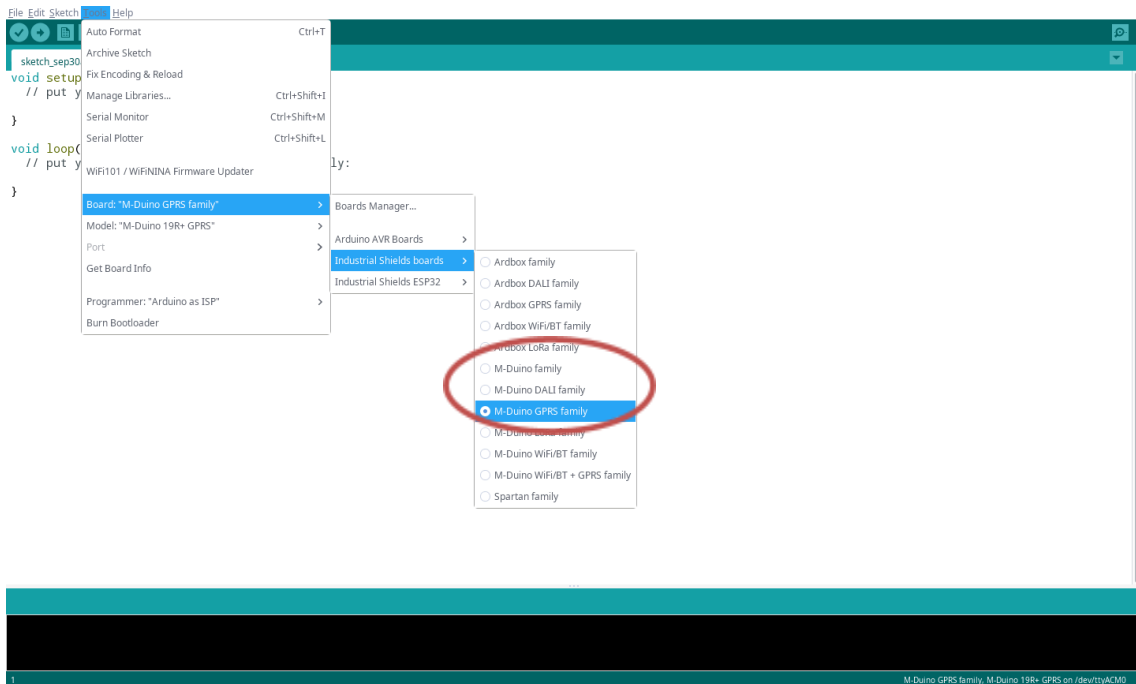 File Edit Sketch Tools Help
sketch_sep30
void setup
// put y
}
void loop(
// put y
ly:
}
Auto Format Ctrl+T
Archive Sketch
Fix Encoding & Reload
Manage Libraries... Ctrl+Shift+I
Serial Monitor Ctrl+Shift+M
Serial Plotter Ctrl+Shift+L
WiFi101 / WiFiNINA Firmware Updater
Board: "M-Duino GPRS family"
Model: "M-Duino 19R+ GPRS"
Port
Get Board Info
Programmer: "Arduino as ISP"
Burn Bootloader
Boards Manager...
Arduino AVR Boards
Industrial Shields boards
Industrial Shields ESP32
Ardbox family
Ardbox DALI family
Ardbox GPRS family
Ardbox WiFi/BT family
Ardbox LoRa family
M-Duino family
M-Duino DALI family
M-Duino GPRS family
M-Duino LoRa family
M-Duino WiFi/BT family
M-Duino WiFi/BT + GPRS family
Spartan family
1 M-Duino GPRS family, M-Duino 19R+ GPRS on /dev/ttyACM0